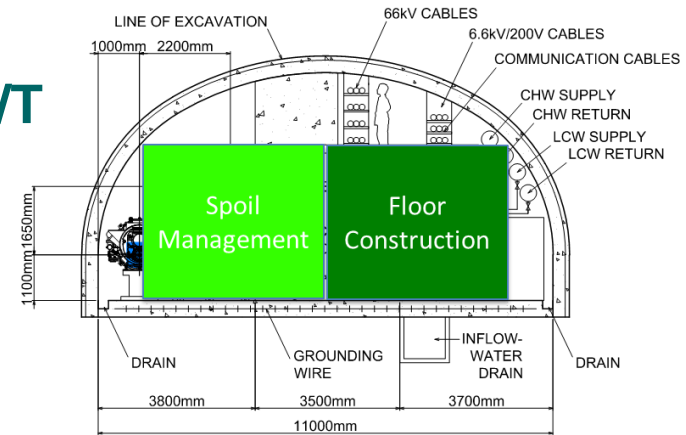 /T
LINE OF EXCAVATION
66kV CABLES
6.6kV/200V CABLES
COMMUNICATION CABLES
1000mm
2200mm
CHW SUPPLY
CHW RETURN
LCW SUPPLY
LCW RETURN
1650mm
1100mm
Spoil
Management
Floor
Construction
DRAIN
GROUNDING
WIRE
INFLOW-
WATER
DRAIN
DRAIN
3800mm
3500mm
3700mm
11000mm